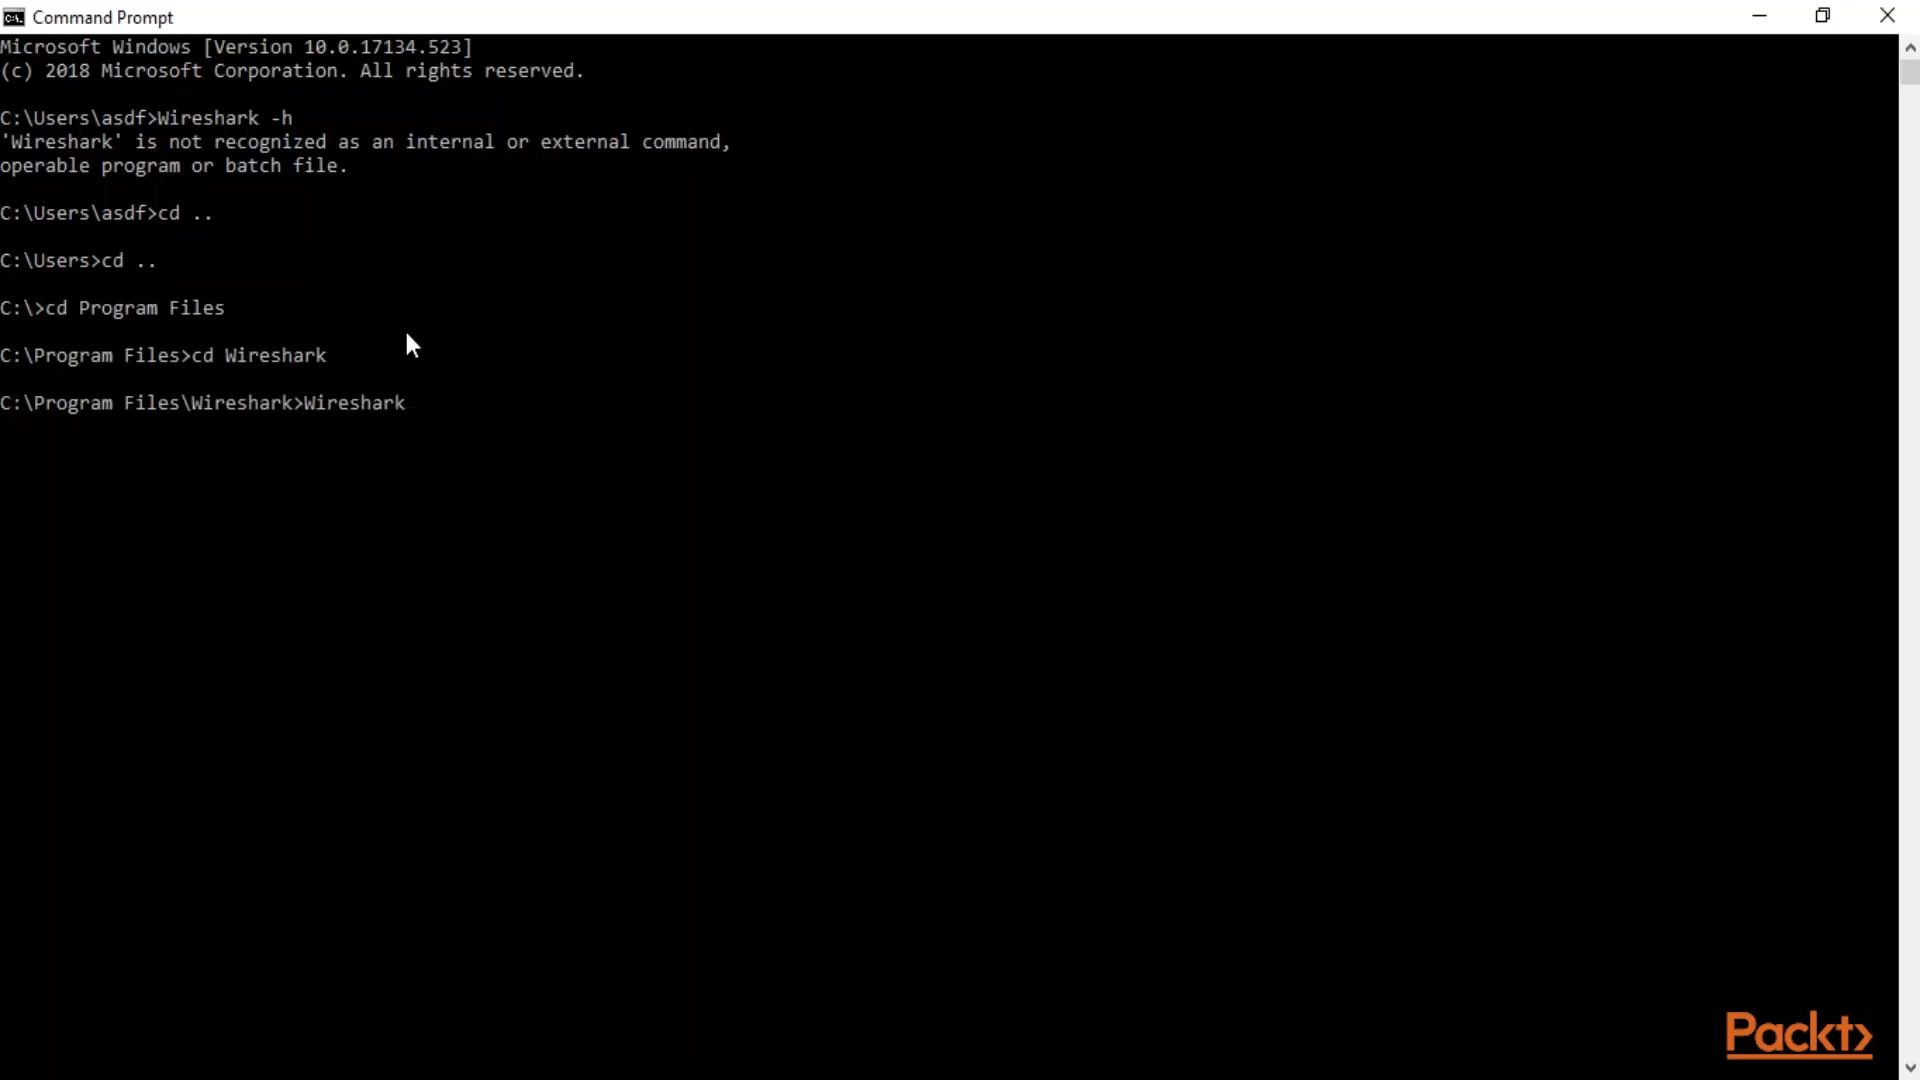 Command Prompt
Microsoft Windows [Version 10.0.17134.523]
(c) 2018 Microsoft Corporation. All rights reserved.
C:\Users\asdf>Wireshark -h
'Wireshark' is not recognized as an internal or external command,
operable program or batch file.
C:\Users\asdf>cd ..
C:\Users>cd ..
C:\>cd Program Files
C:\Program Files>cd Wireshark
C:\Program Files\Wireshark>Wireshark
Packt>